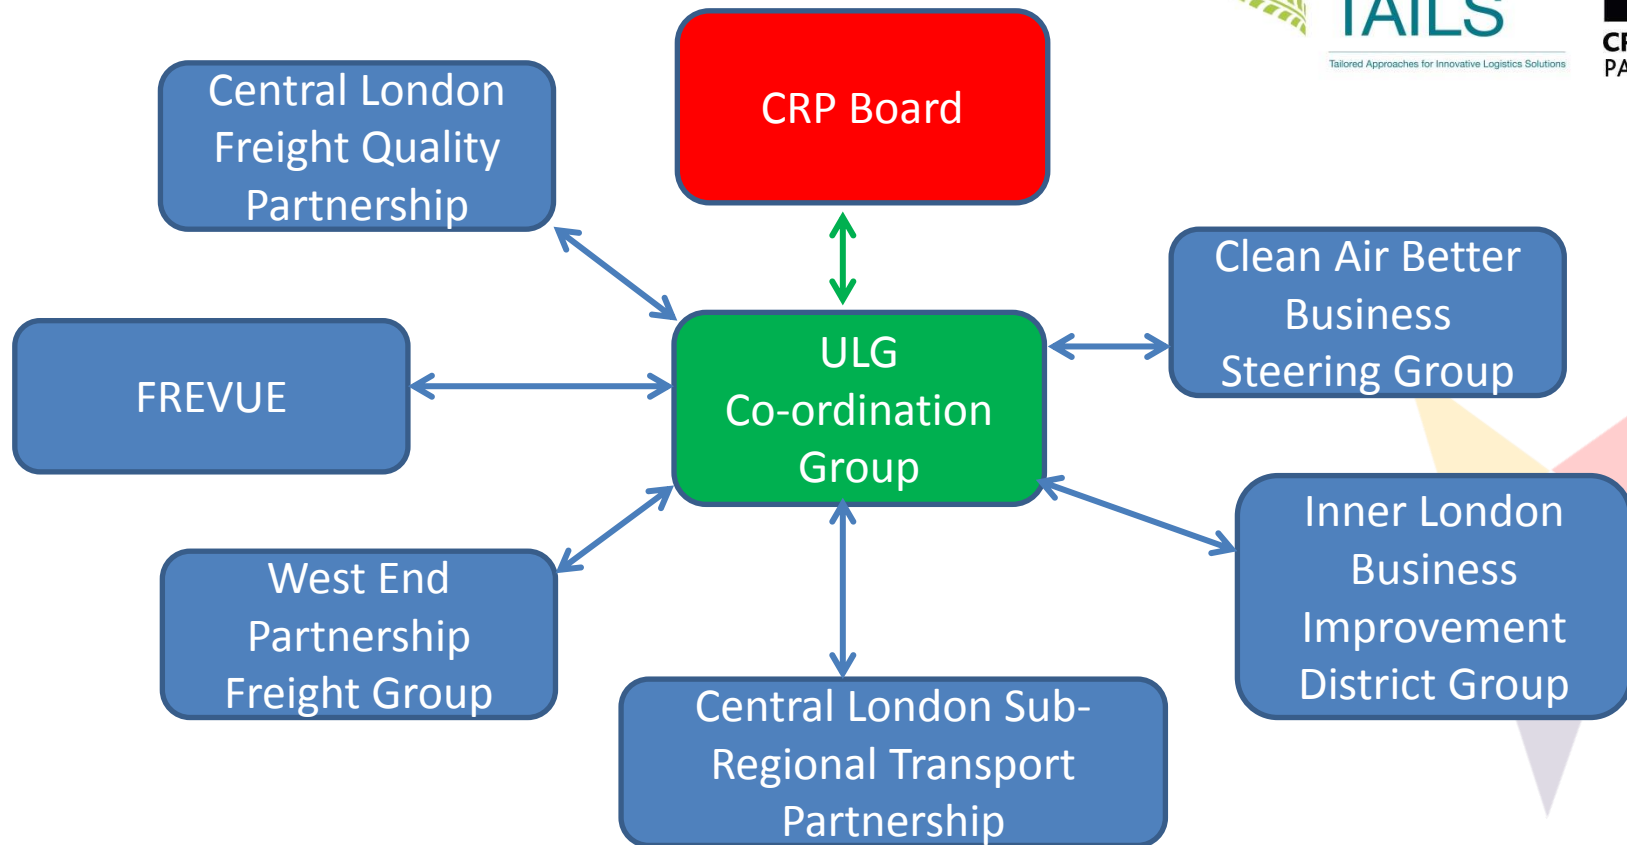 TAILS
Tailored Approaches for Innovative Logistics Solutions
Central London
Freight Quality
Partnership
CRP Board
Clean Air Better
Business
Steering Group
FREVUE
ULG
Co-ordination
Group
Inner London
Business
Improvement
District Group
West End
Partnership
Freight Group
Central London Sub-
Regional Transport
Partnership